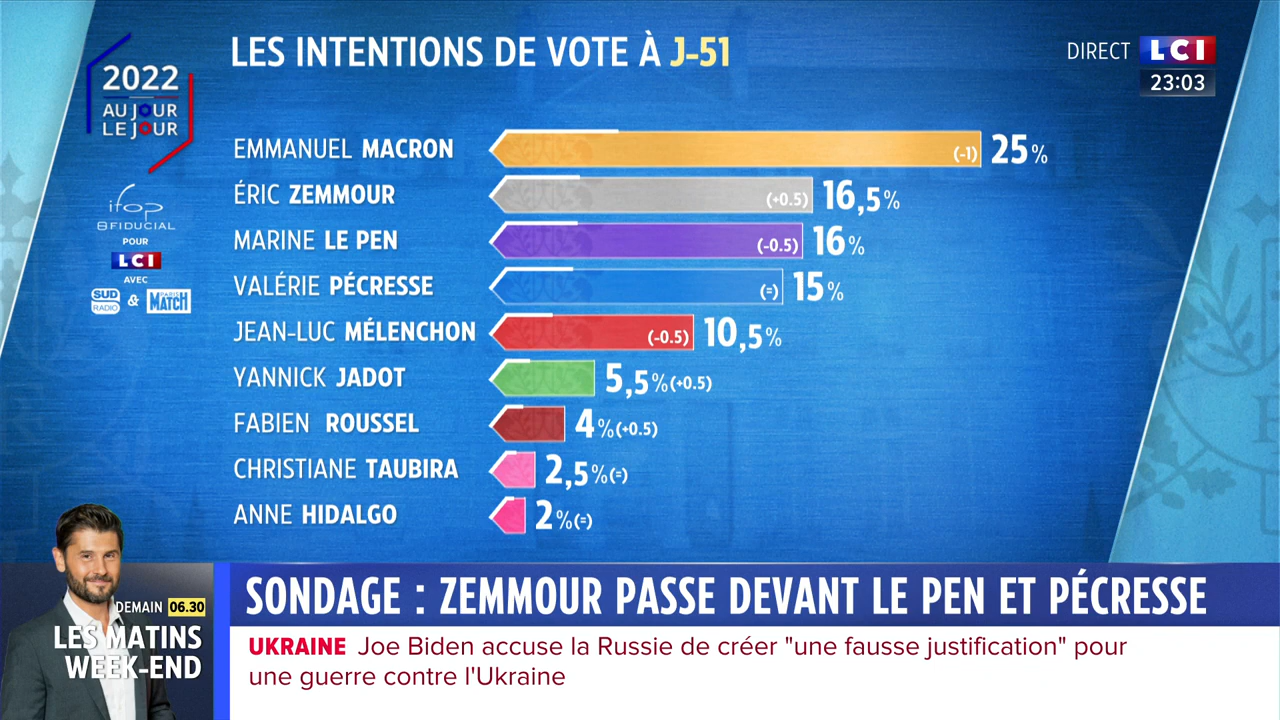 LES INTENTIONS DE VOTE À J-51
DIRECT LCI
23:03
2022
AU JOUR
LE JOUR
ifop
FIDUCIAL
POUR
LCI
AVEC
SUD RADIO & PARIS MATCH
EMMANUEL MACRON (-1) 25%
ÉRIC ZEMMOUR (+0.5) 16,5%
MARINE LE PEN (-0.5) 16%
VALÉRIE PÉCRESSE (=) 15%
JEAN-LUC MÉLENCHON (-0.5) 10,5%
YANNICK JADOT 5,5% (+0.5)
FABIEN ROUSSEL 4% (+0.5)
CHRISTIANE TAUBIRA 2,5% (=)
ANNE HIDALGO 2% (=)
DEMAIN 06.30
LES MATINS
WEEK-END
SONDAGE : ZEMMOUR PASSE DEVANT LE PEN ET PÉCRESSE
UKRAINE Joe Biden accuse la Russie de créer "une fausse justification" pour
une guerre contre l'Ukraine